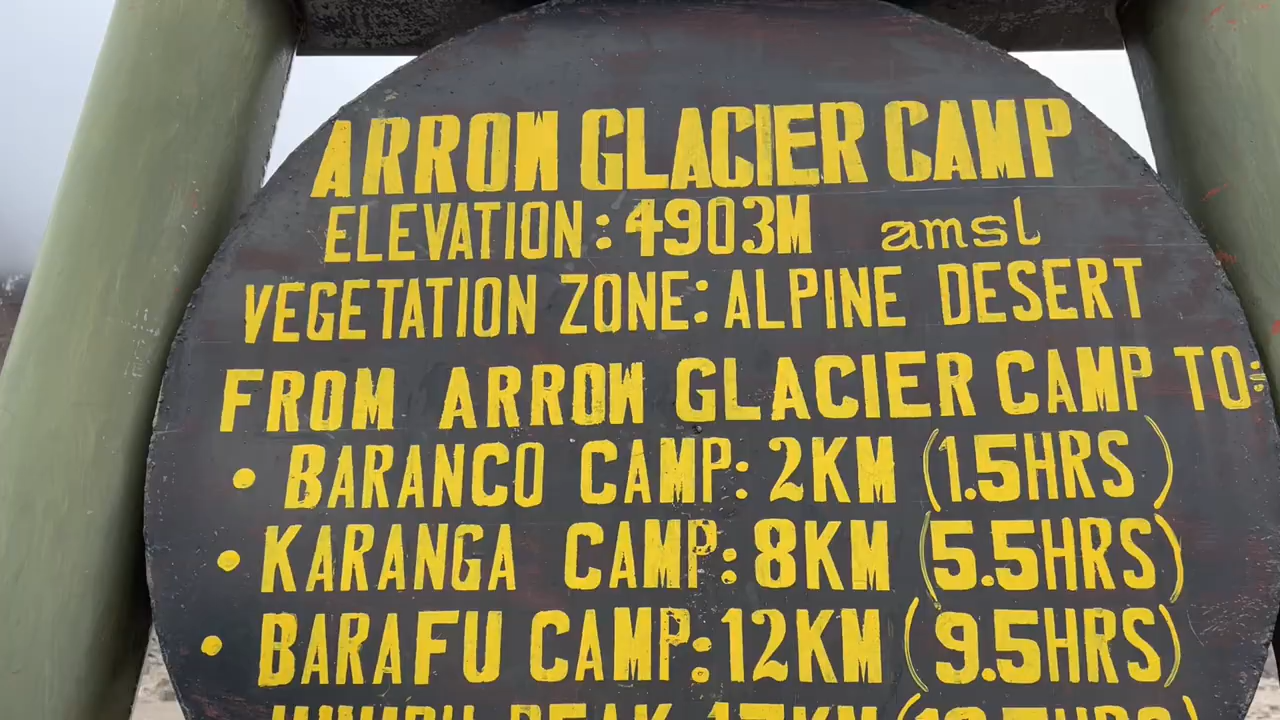 ARROW GLACIER CAMP
ELEVATION: 4903M amsl
VEGETATION ZONE: ALPINE DESERT
FROM ARROW GLACIER CAMP TO:
• BARANCO CAMP: 2KM (1.5HRS)
• KARANGA CAMP: 8KM (5.5HRS)
• BARAFU CAMP: 12KM (9.5HRS)
PEAK